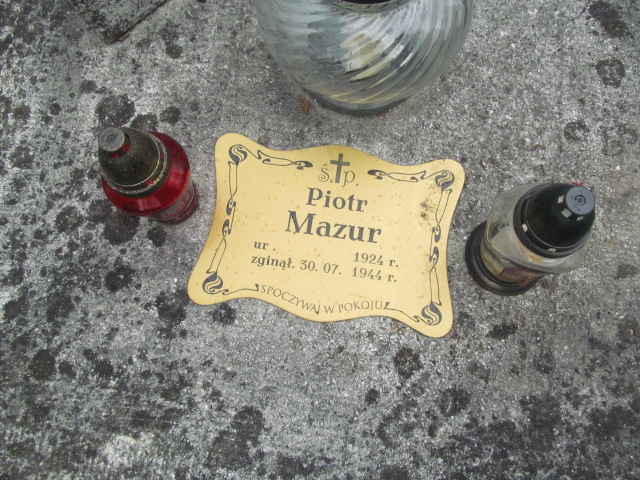 ś. † p.
Piotr
Mazur
ur. 1924 r.
zginął. 30. 07. 1944 r.
SPOCZYWAJ W POKOJU